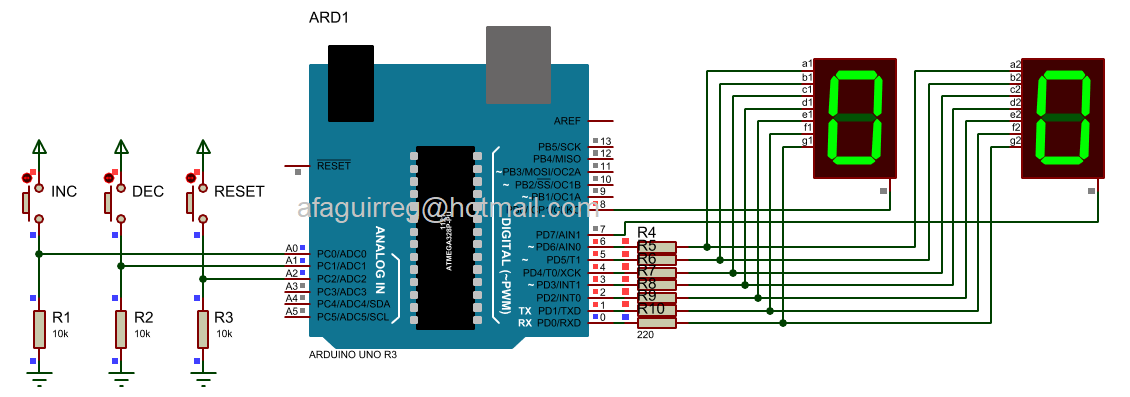 ARD1
INC
DEC
RESET
R1
10k
R2
10k
R3
10k
RESET
A0
A1
A2
A3
A4
A5
PC0/ADC0
PC1/ADC1
PC2/ADC2
PC3/ADC3
PC4/ADC4/SDA
PC5/ADC5/SCL
ANALOG IN
ATMEGA328P-PU
DIGITAL (~PWM)
AREF
PB5/SCK 13
PB4/MISO 12
~ PB3/MOSI/OC2A 11
~ PB2/SS/OC1B 10
~ PB1/OC1A 9
8
PD7/AIN1 7
~ PD6/AIN0 6
~ PD5/T1 5
PD4/T0/XCK 4
~ PD3/INT1 3
PD2/INT0 2
TX PD1/TXD 1
RX PD0/RXD 0
ARDUINO UNO R3
afaguirreg@hotmail.com
R4
R5
R6
R7
R8
R9
R10
220
a1
b1
c1
d1
e1
f1
g1
a2
b2
c2
d2
e2
f2
g2